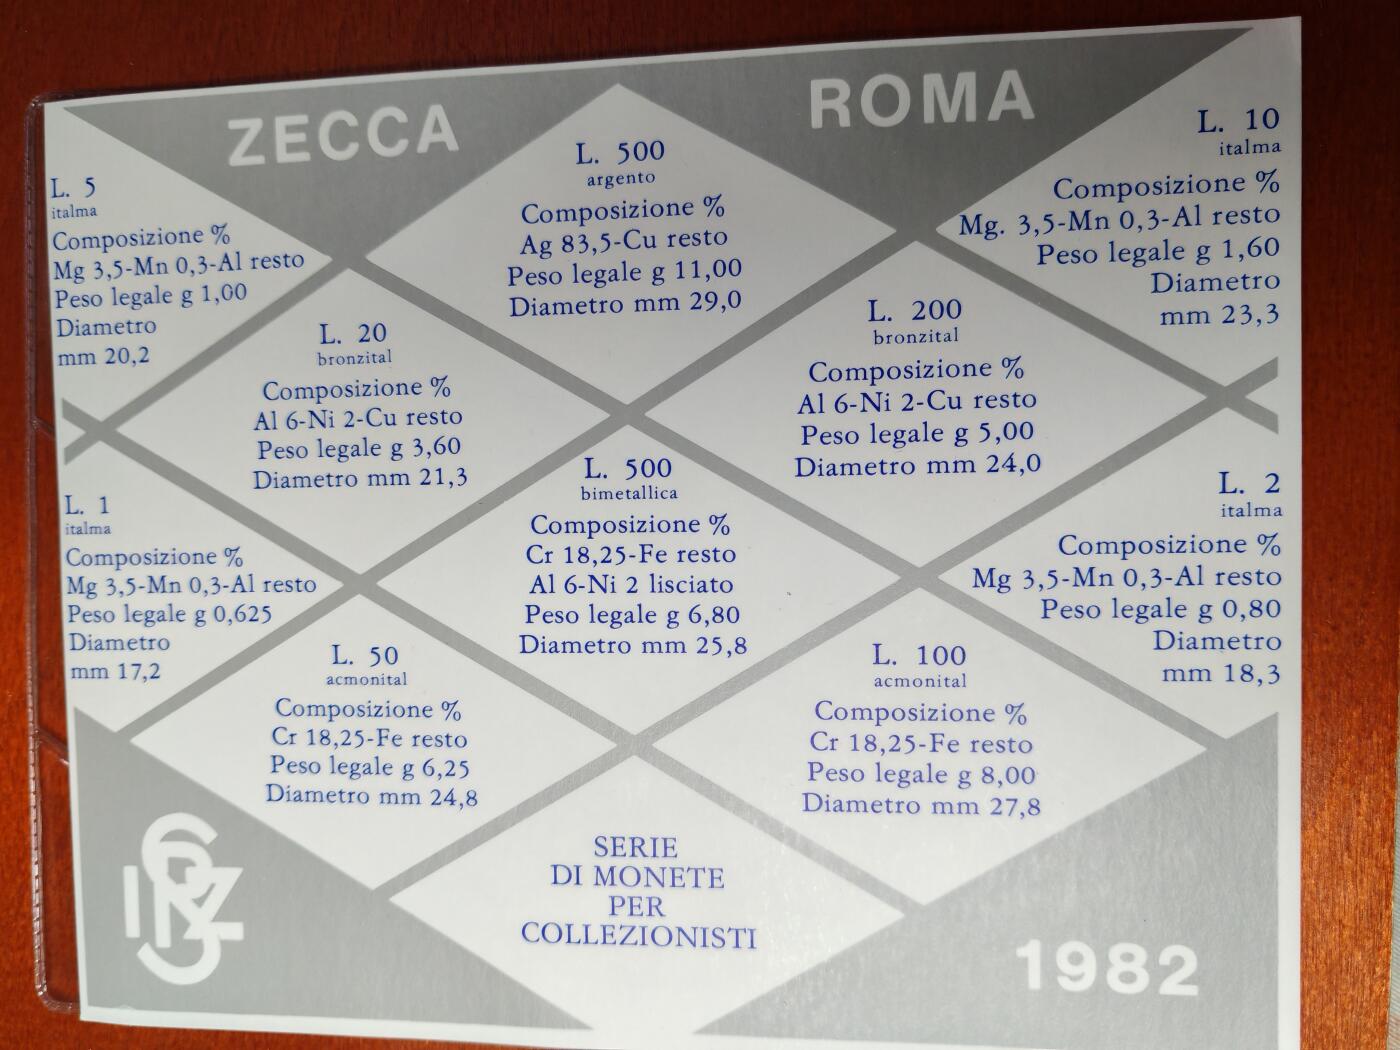 ZECCA
ROMA
L. 5
italma
Composizione %
Mg 3,5-Mn 0,3-Al resto
Peso legale g 1,00
Diametro
mm 20,2
L. 500
argento
Composizione %
Ag 83,5-Cu resto
Peso legale g 11,00
Diametro mm 29,0
L. 10
italma
Composizione %
Mg. 3,5-Mn 0,3-Al resto
Peso legale g 1,60
Diametro
mm 23,3
L. 20
bronzital
Composizione %
Al 6-Ni 2-Cu resto
Peso legale g 3,60
Diametro mm 21,3
L. 200
bronzital
Composizione %
Al 6-Ni 2-Cu resto
Peso legale g 5,00
Diametro mm 24,0
L. 1
italma
Composizione %
Mg 3,5-Mn 0,3-Al resto
Peso legale g 0,625
Diametro
mm 17,2
L. 500
bimetallica
Composizione %
Cr 18,25-Fe resto
Al 6-Ni 2 lisciato
Peso legale g 6,80
Diametro mm 25,8
L. 2
italma
Composizione %
Mg 3,5-Mn 0,3-Al resto
Peso legale g 0,80
Diametro
mm 18,3
L. 50
acmonital
Composizione %
Cr 18,25-Fe resto
Peso legale g 6,25
Diametro mm 24,8
L. 100
acmonital
Composizione %
Cr 18,25-Fe resto
Peso legale g 8,00
Diametro mm 27,8
SERIE
DI MONETE
PER
COLLEZIONISTI
1982